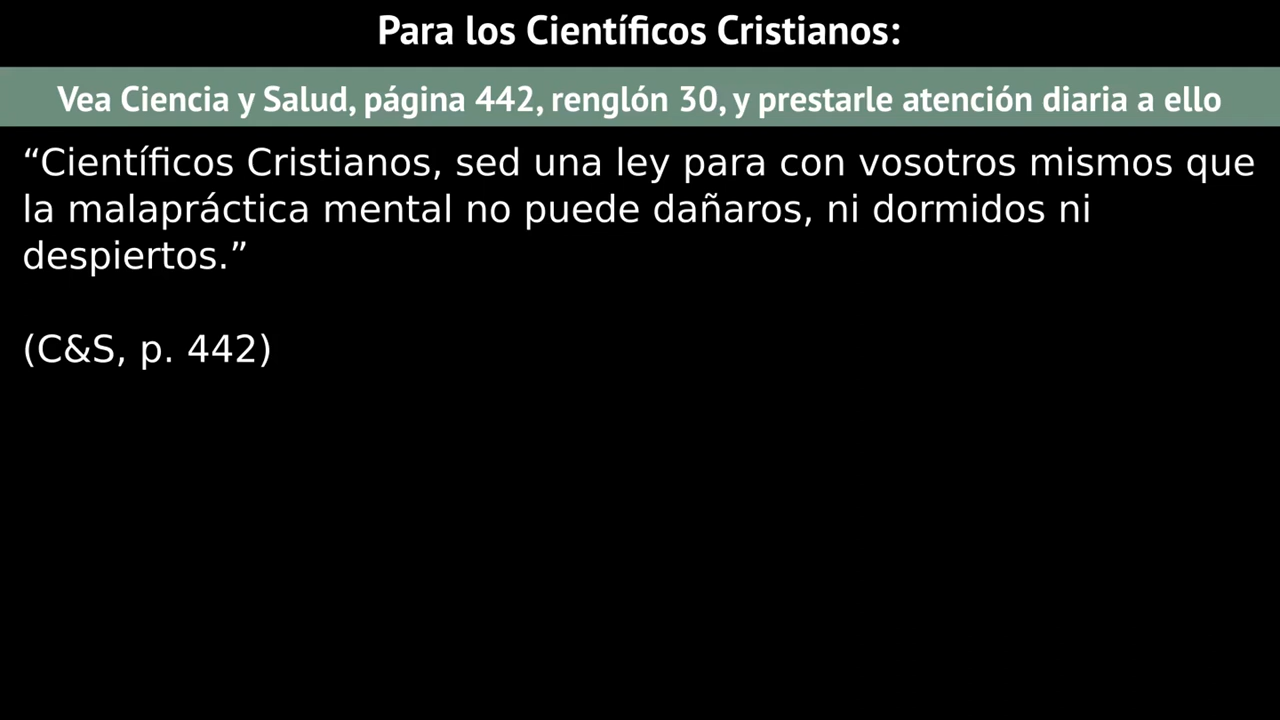 Para los Científicos Cristianos:
Vea Ciencia y Salud, página 442, renglón 30, y prestarle atención diaria a ello
“Científicos Cristianos, sed una ley para con vosotros mismos que
la malapráctica mental no puede dañaros, ni dormidos ni
despiertos.”
(C&S, p. 442)